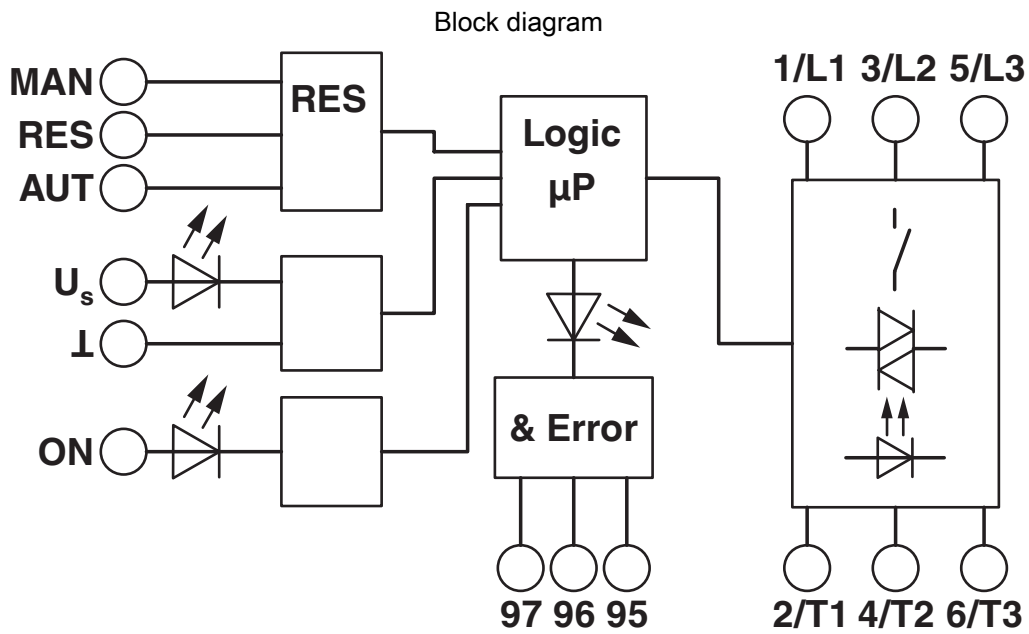 Block diagram
MAN
RES
AUT
RES
Logic
µP
1/L1 3/L2 5/L3
Us
⊥
ON
& Error
97 96 95
2/T1 4/T2 6/T3